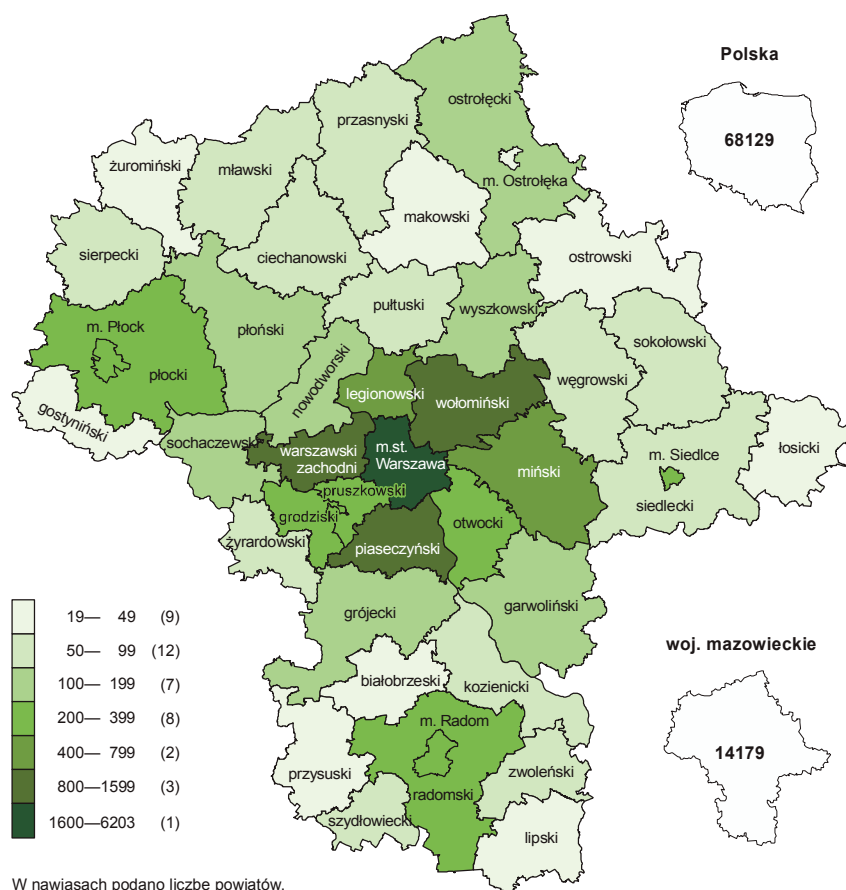 Polska
68129
ostrołęcki
przasnyski
żuromiński
mławski
m. Ostrołęka
makowski
sierpecki
ciechanowski
ostrowski
pułtuski
wyszkowski
m. Płock
płoński
sokołowski
płocki
nowodworski
legionowski
wołomiński
węgrowski
gostyniński
sochaczewski
warszawski
zachodni
m.st.
Warszawa
miński
m. Siedlce
łosicki
siedlecki
pruszkowski
grodziski
otwocki
żyrardowski
piaseczyński
grójecki
garwoliński
białobrzeski
kozienicki
m. Radom
przysuski
zwoleński
radomski
szydłowiecki
lipski
19— 49 (9)
50— 99 (12)
100— 199 (7)
200— 399 (8)
400— 799 (2)
800—1599 (3)
1600—6203 (1)
woj. mazowieckie
14179
W nawiasach podano liczbę powiatów.